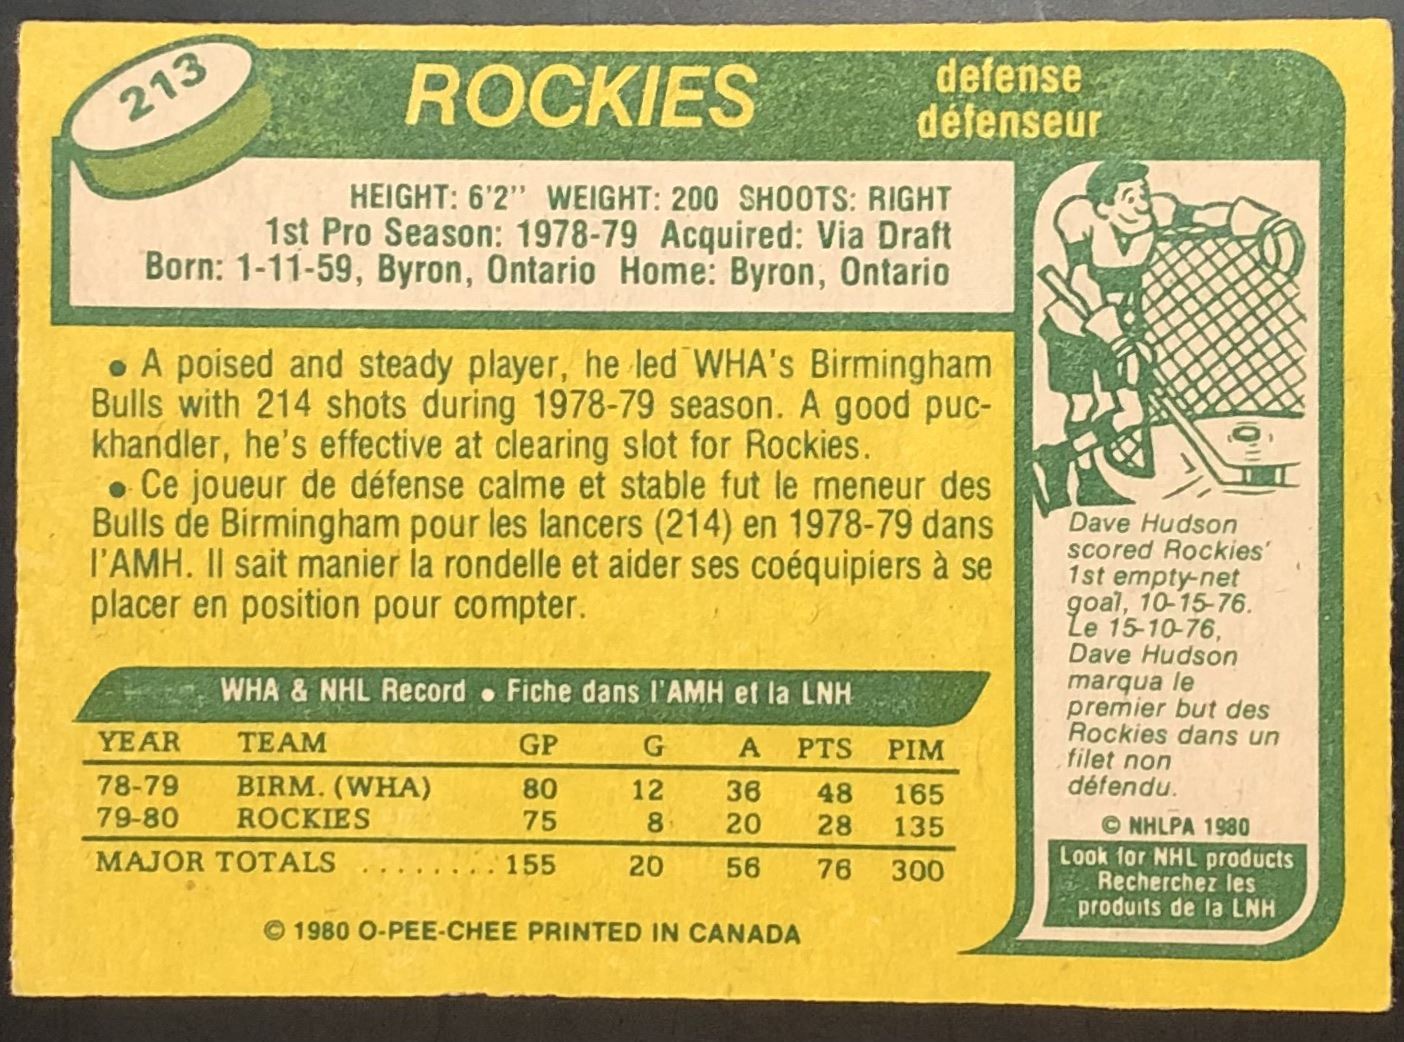 213
ROCKIES
defense
défenseur
HEIGHT: 6'2" WEIGHT: 200 SHOOTS: RIGHT
1st Pro Season: 1978-79 Acquired: Via Draft
Born: 1-11-59, Byron, Ontario Home: Byron, Ontario
• A poised and steady player, he led WHA's Birmingham
Bulls with 214 shots during 1978-79 season. A good puc-
khandler, he's effective at clearing slot for Rockies.
• Ce joueur de défense calme et stable fut le meneur des
Bulls de Birmingham pour les lancers (214) en 1978-79 dans
l'AMH. Il sait manier la rondelle et aider ses coéquipiers à se
placer en position pour compter.
WHA & NHL Record • Fiche dans l'AMH et la LNH
YEAR TEAM GP G A PTS PIM
78-79 BIRM. (WHA) 80 12 36 48 165
79-80 ROCKIES 75 8 20 28 135
MAJOR TOTALS ........ 155 20 56 76 300
© 1980 O-PEE-CHEE PRINTED IN CANADA
Dave Hudson
scored Rockies'
1st empty-net
goal, 10-15-76.
Le 15-10-76,
Dave Hudson
marqua le
premier but des
Rockies dans un
filet non
défendu.
© NHLPA 1980
Look for NHL products
Recherchez les
produits de la LNH